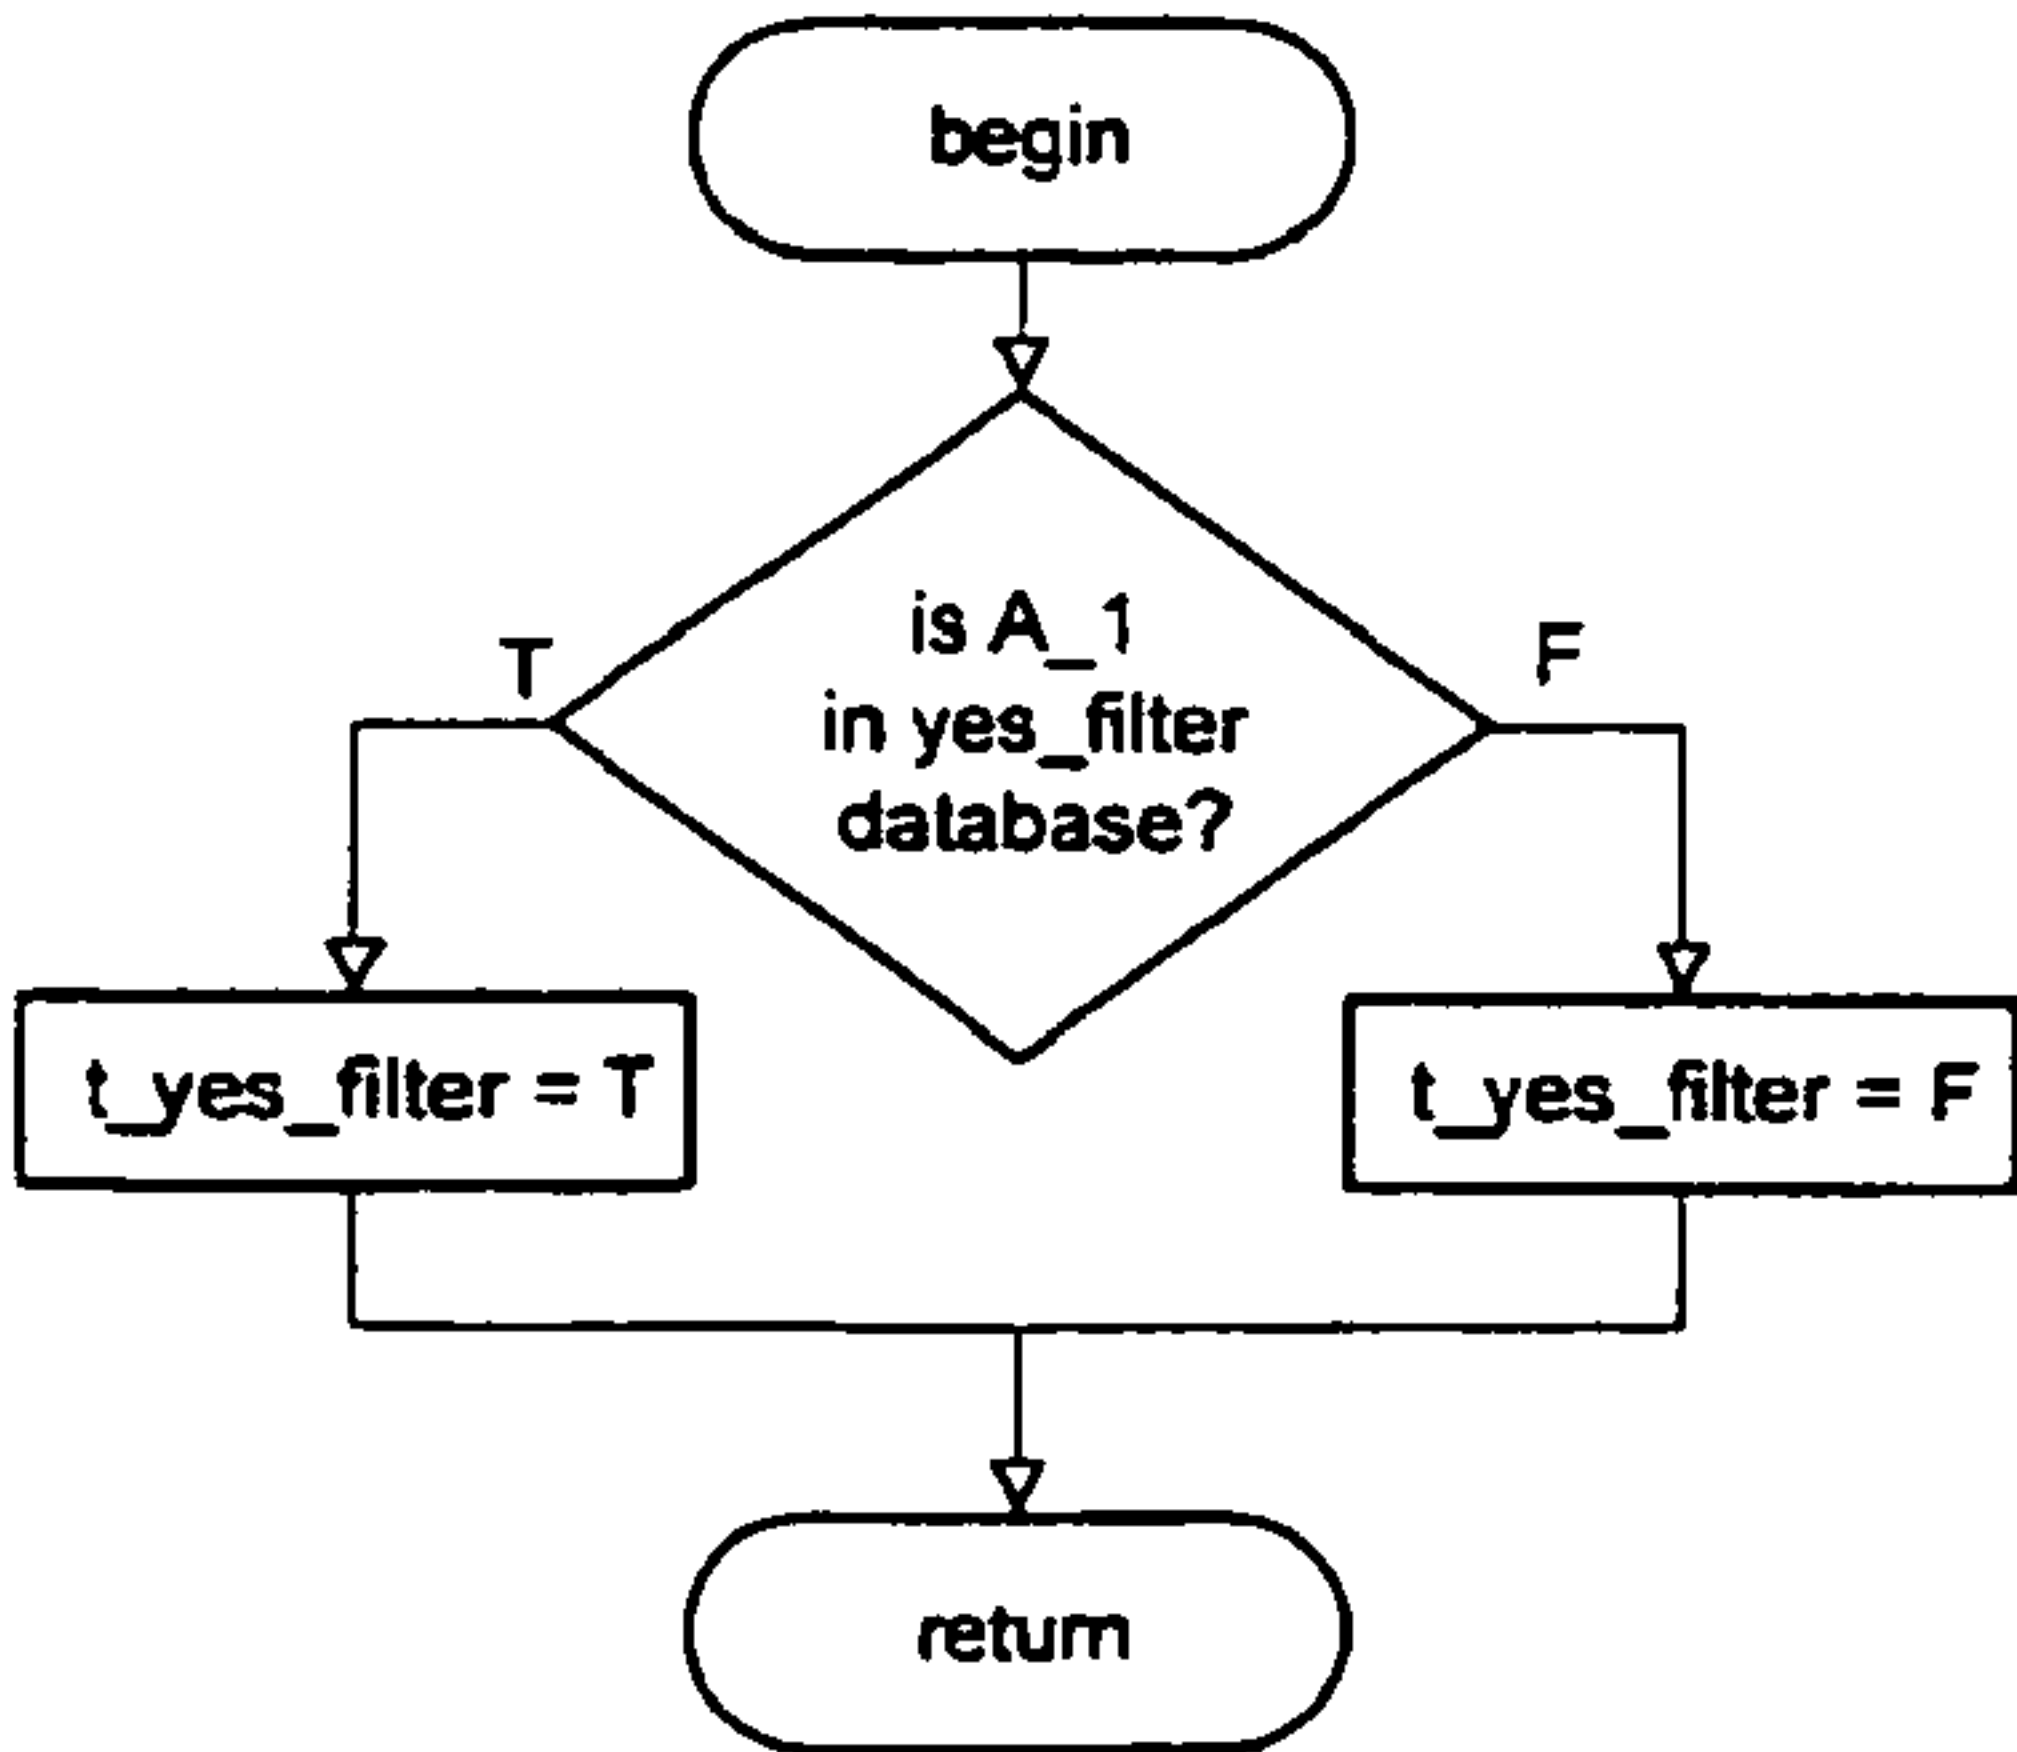 begin
is A_1
in yes_filter
database?
T
F
t_yes_filter = T
t_yes_filter = F
return